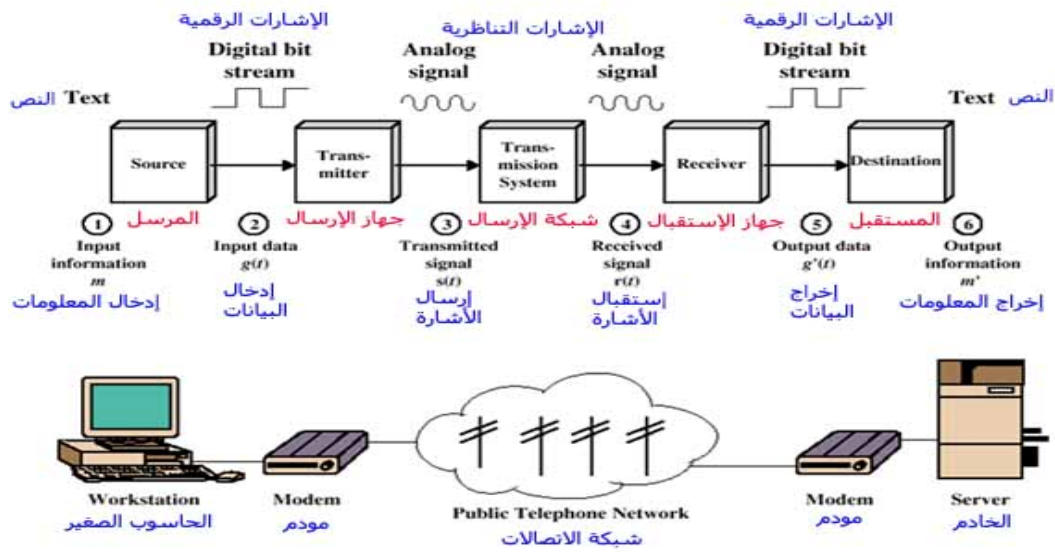 الإشارات الرقمية
الإشارات التناظرية
الإشارات الرقمية
Digital bit
stream
Analog
signal
Analog
signal
Digital bit
stream
النص Text
Text النص
Source
Trans-
mitter
Trans-
mission
System
Receiver
Destination
1 المرسل
2 جهاز الإرسال
3 شبكة الإرسال
4 جهاز الإستقبال
5 المستقبل
6
Input
information
m
إدخال المعلومات
Input data
g(t)
إدخال
البيانات
Transmitted
signal
s(t)
إرسال
الأشارة
Received
signal
r(t)
إستقبال
الأشارة
Output data
g'(t)
إخراج
البيانات
Output
information
m'
إخراج المعلومات
Workstation
الحاسوب الصغير
Modem
مودم
Public Telephone Network
شبكة الاتصالات
Modem
مودم
Server
الخادم